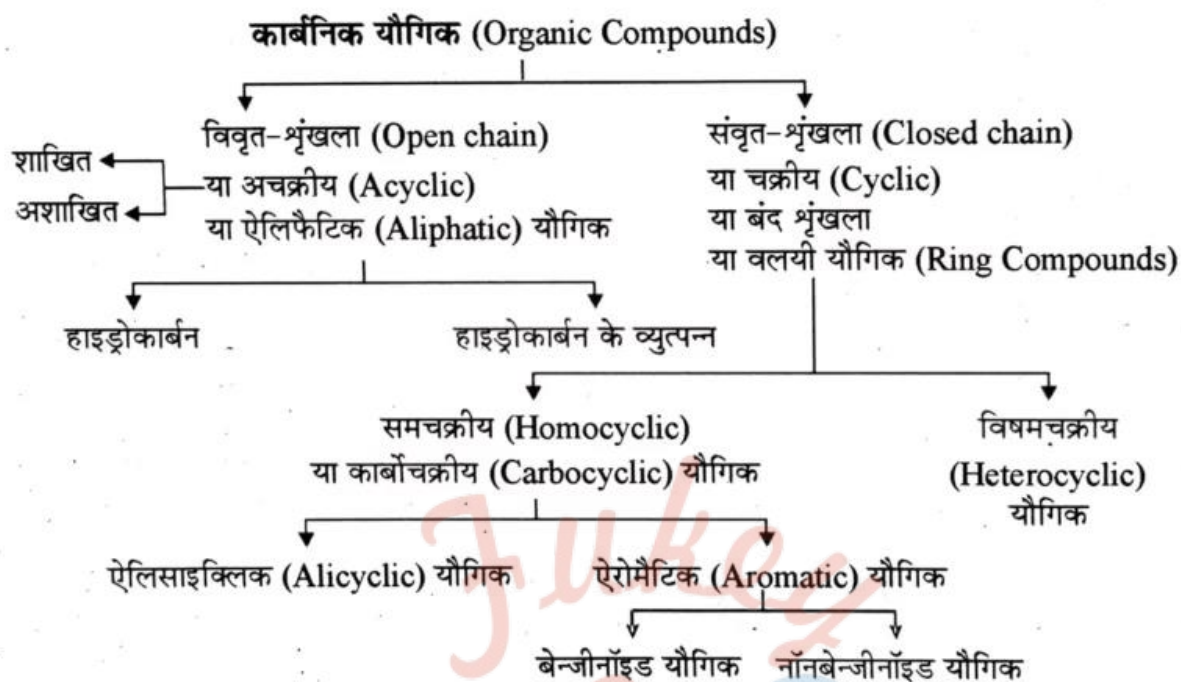 कार्बनिक यौगिक (Organic Compounds)
विवृत-शृंखला (Open chain)
या अचक्रीय (Acyclic)
या ऐलिफैटिक (Aliphatic) यौगिक
शाखित
अशाखित
संवृत-शृंखला (Closed chain)
या चक्रीय (Cyclic)
या बंद शृंखला
या वलयी यौगिक (Ring Compounds)
हाइड्रोकार्बन
हाइड्रोकार्बन के व्युत्पन्न
समचक्रीय (Homocyclic)
या कार्बोचक्रीय (Carbocyclic) यौगिक
विषमचक्रीय
(Heterocyclic)
यौगिक
ऐलिसाइक्लिक (Alicyclic) यौगिक
ऐरोमैटिक (Aromatic) यौगिक
बेन्जीनॉइड यौगिक
नॉनबेन्जीनॉइड यौगिक
Jukey